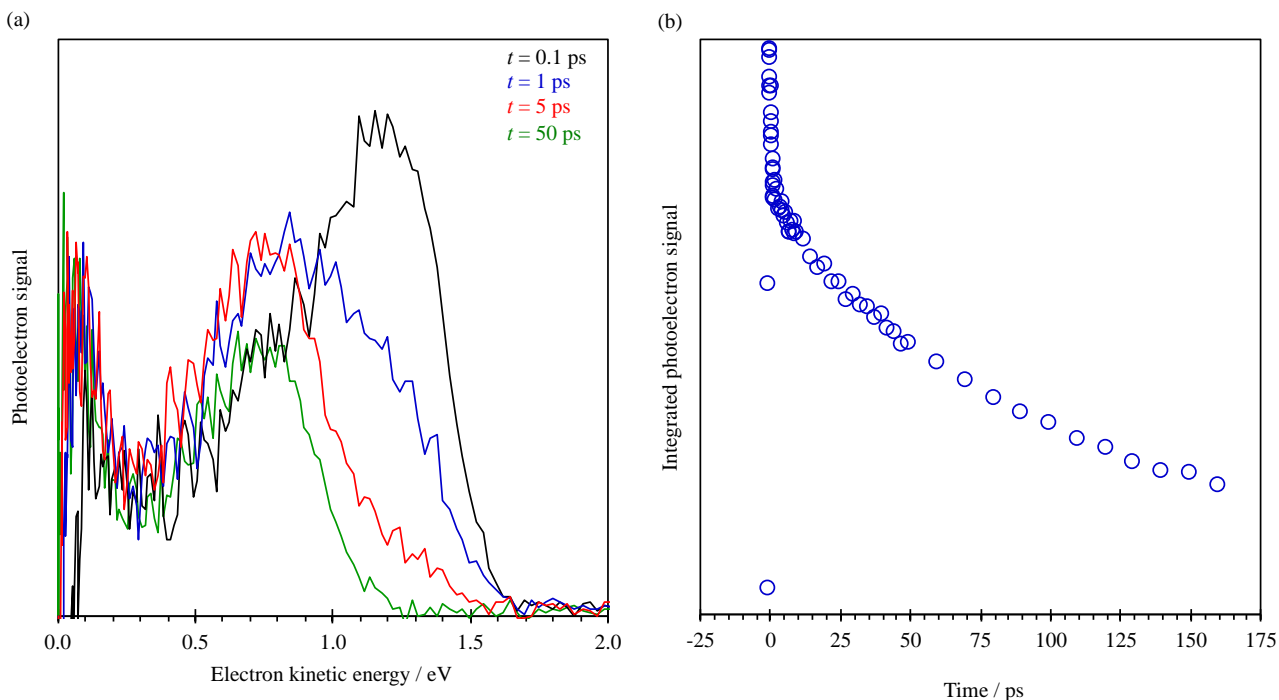 (a)
t = 0.1 ps
t = 1 ps
t = 5 ps
t = 50 ps
Photoelectron signal
0.0 0.5 1.0 1.5 2.0
Electron kinetic energy / eV
(b)
Integrated photoelectron signal
-25 0 25 50 75 100 125 150 175
Time / ps